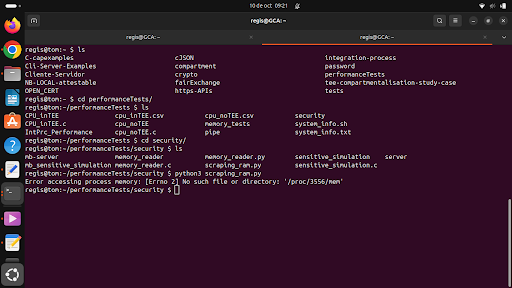 10 de oct 09:21
regis@GCA: ~
regis@GCA: ~ regis@GCA: ~
regis@tom:~ $ ls
C-capexamples cJSON integration-process
Cli-Server-Examples compartment password
Cliente-Servidor crypto performanceTests
NB-LOCAL-attestable fairExchange tee-compartmentalisation-study-case
OPEN_CERT https-APIs tests
regis@tom:~ $ cd performanceTests/
regis@tom:~/performanceTests $ ls
CPU_inTEE cpu_inTEE.csv cpu_noTEE.csv security
CPU_inTEE.c cpu_noTEE memory_tests system_info.sh
IntPrc_Performance cpu_noTEE.c pipe system_info.txt
regis@tom:~/performanceTests $ cd security/
regis@tom:~/performanceTests/security $ ls
mb-server memory_reader memory_reader.py sensitive_simulation server
mb_sensitive_simulation memory_reader.c scraping_ram.py sensitive_simulation.c
regis@tom:~/performanceTests/security $ python3 scraping_ram.py
Error accessing process memory: [Errno 2] No such file or directory: '/proc/3556/mem'
regis@tom:~/performanceTests/security $